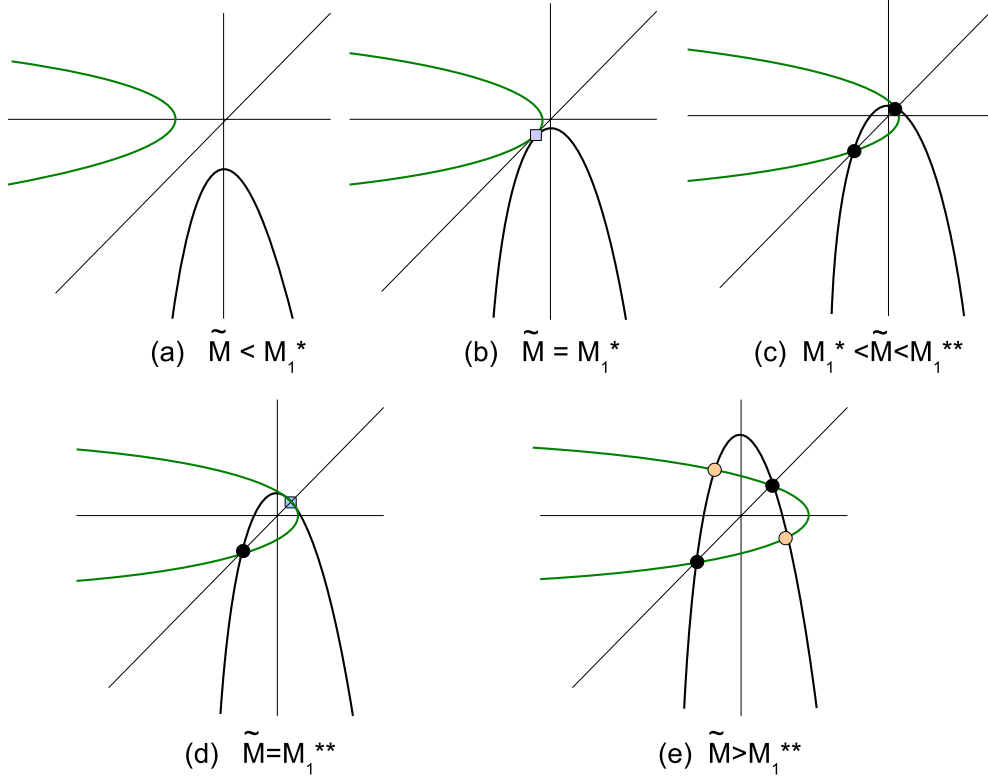 (a) M̃ < M₁*
(b) M̃ = M₁*
(c) M₁* <M̃<M₁**
(d) M̃=M₁**
(e) M̃>M₁**